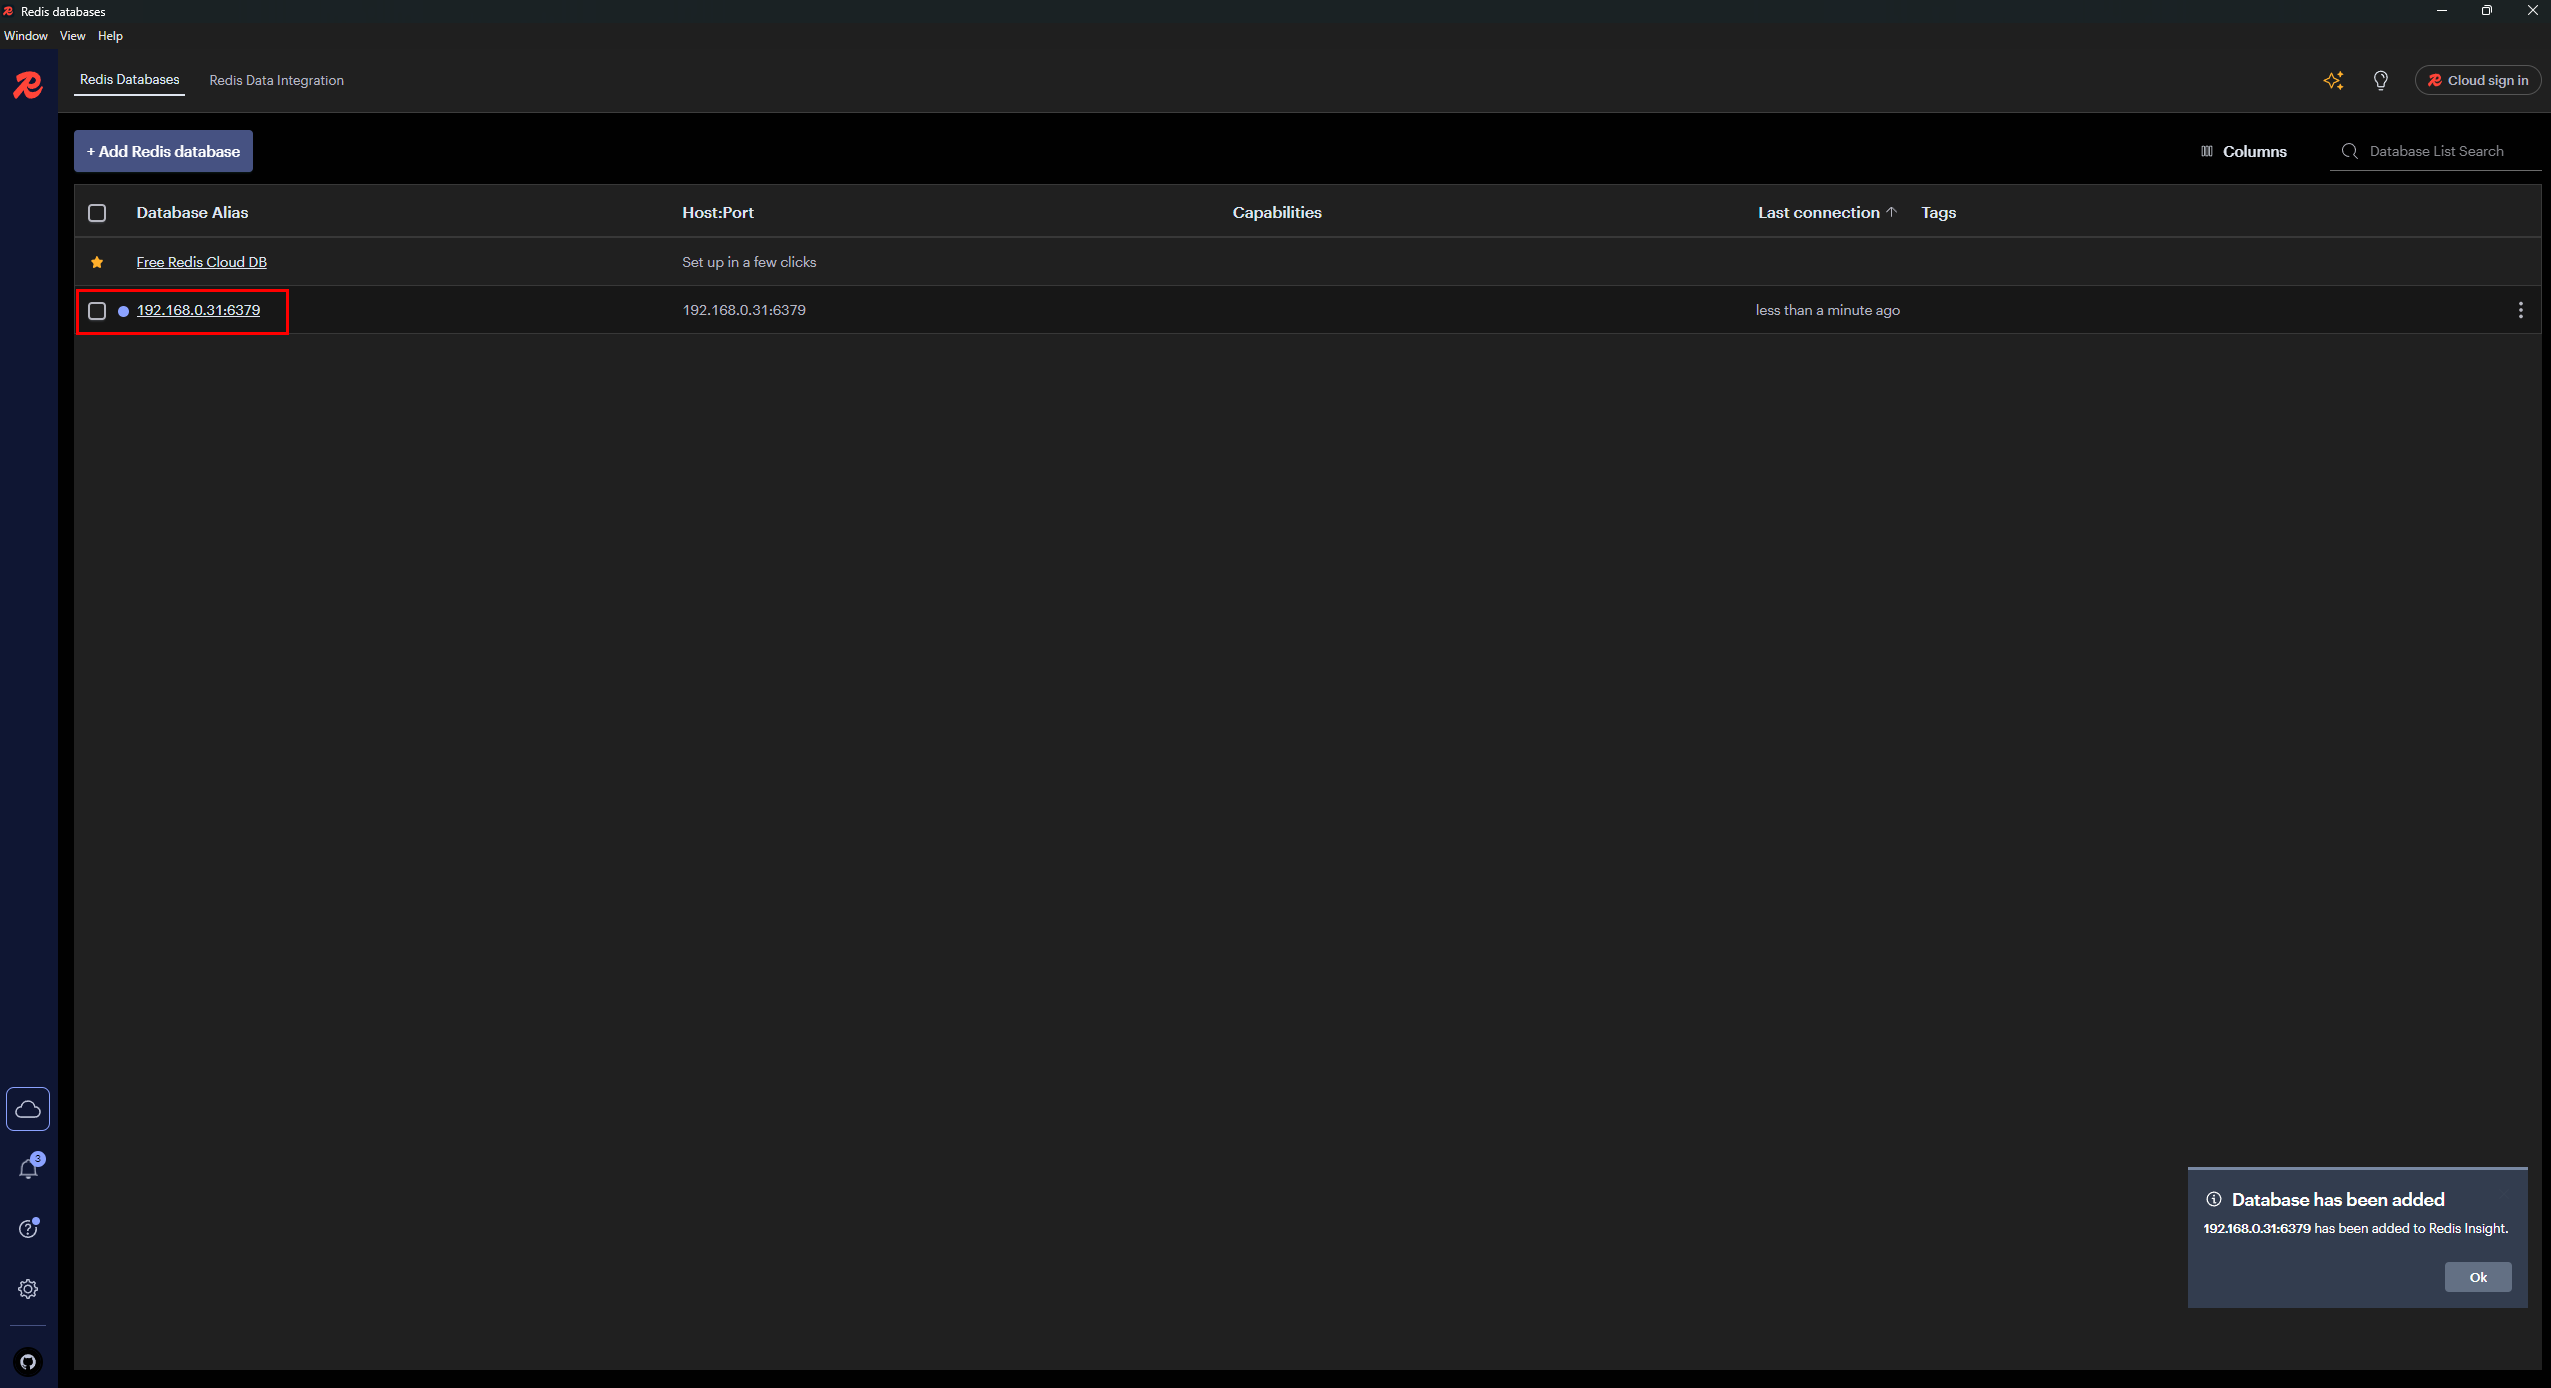 Redis databases
Window View Help
Redis Databases Redis Data Integration
Cloud sign in
+ Add Redis database
Columns
Database List Search
Database Alias Host:Port Capabilities Last connection ↑ Tags
Free Redis Cloud DB Set up in a few clicks
192.168.0.31:6379 192.168.0.31:6379 less than a minute ago
3
Database has been added
192.168.0.31:6379 has been added to Redis Insight.
Ok